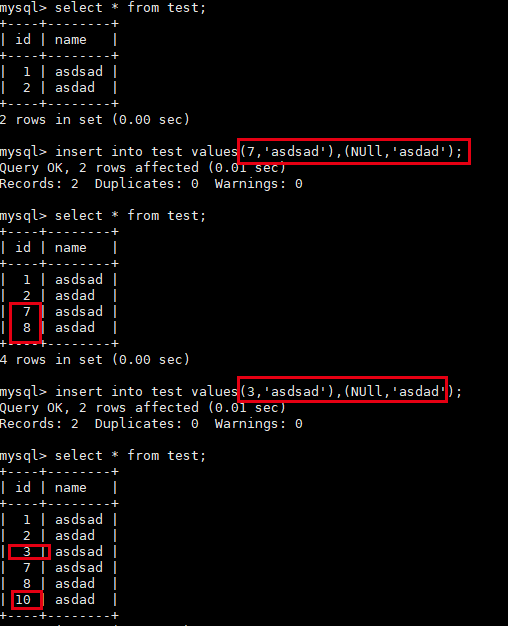 mysql> select * from test;
+----+--------+
| id | name   |
+----+--------+
|  1 | asdsad |
|  2 | asdad  |
+----+--------+
2 rows in set (0.00 sec)
mysql> insert into test values(7,'asdsad'),(NUll,'asdad');
Query OK, 2 rows affected (0.01 sec)
Records: 2  Duplicates: 0  Warnings: 0
mysql> select * from test;
+----+--------+
| id | name   |
+----+--------+
|  1 | asdsad |
|  2 | asdad  |
|  7 | asdsad |
|  8 | asdad  |
+----+--------+
4 rows in set (0.00 sec)
mysql> insert into test values(3,'asdsad'),(NUll,'asdad');
Query OK, 2 rows affected (0.01 sec)
Records: 2  Duplicates: 0  Warnings: 0
mysql> select * from test;
+----+--------+
| id | name   |
+----+--------+
|  1 | asdsad |
|  2 | asdad  |
|  3 | asdsad |
|  7 | asdsad |
|  8 | asdad  |
| 10 | asdad  |
+----+--------+